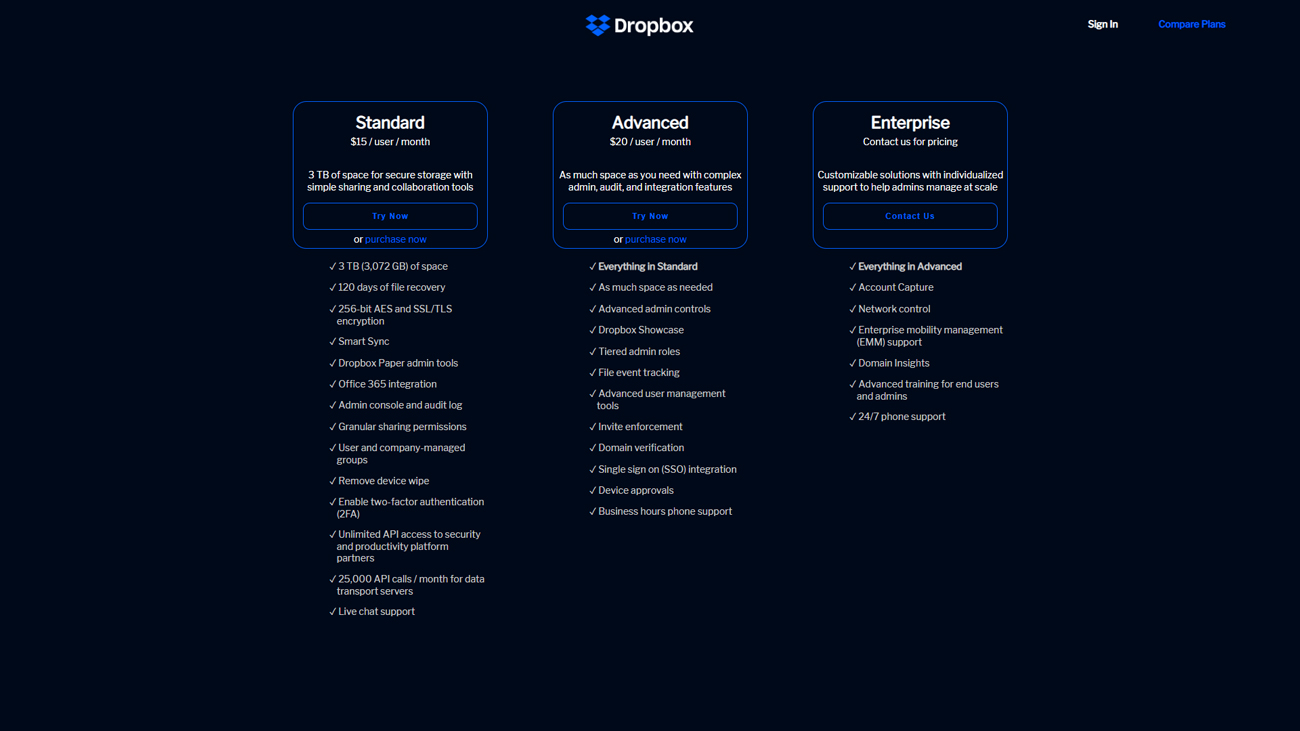 Dropbox
Sign In
Compare Plans
Standard
$15 / user / month
3 TB of space for secure storage with
simple sharing and collaboration tools
Try Now
or purchase now
✓ 3 TB (3,072 GB) of space
✓ 120 days of file recovery
✓ 256-bit AES and SSL/TLS
encryption
✓ Smart Sync
✓ Dropbox Paper admin tools
✓ Office 365 integration
✓ Admin console and audit log
✓ Granular sharing permissions
✓ User and company-managed
groups
✓ Remove device wipe
✓ Enable two-factor authentication
(2FA)
✓ Unlimited API access to security
and productivity platform
partners
✓ 25,000 API calls / month for data
transport servers
✓ Live chat support
Advanced
$20 / user / month
As much space as you need with complex
admin, audit, and integration features
Try Now
or purchase now
✓ Everything in Standard
✓ As much space as needed
✓ Advanced admin controls
✓ Dropbox Showcase
✓ Tiered admin roles
✓ File event tracking
✓ Advanced user management
tools
✓ Invite enforcement
✓ Domain verification
✓ Single sign on (SSO) integration
✓ Device approvals
✓ Business hours phone support
Enterprise
Contact us for pricing
Customizable solutions with individualized
support to help admins manage at scale
Contact Us
✓ Everything in Advanced
✓ Account Capture
✓ Network control
✓ Enterprise mobility management
(EMM) support
✓ Domain Insights
✓ Advanced training for end users
and admins
✓ 24/7 phone support